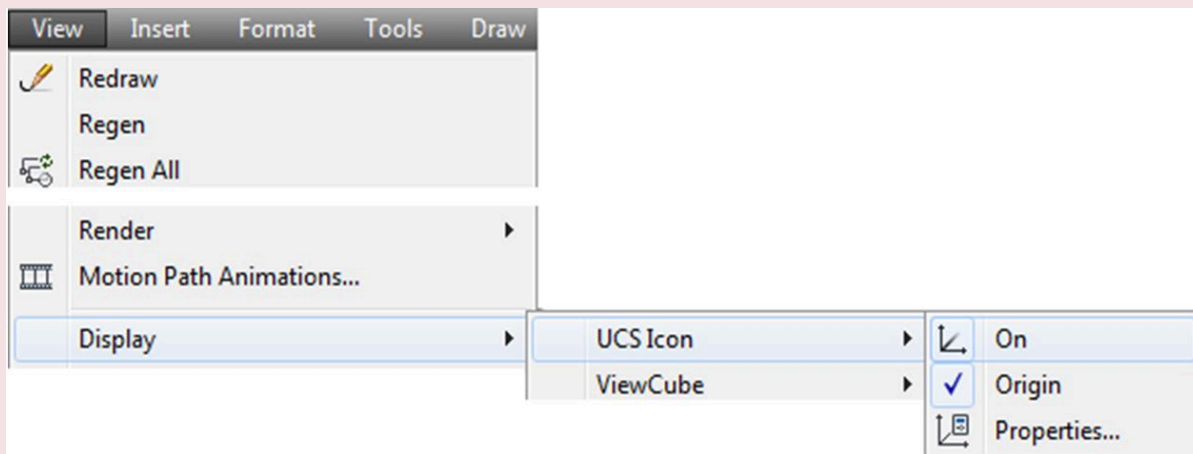 View Insert Format Tools Draw
Redraw
Regen
Regen All
Render
Motion Path Animations...
Display UCS Icon On
ViewCube Origin
Properties...